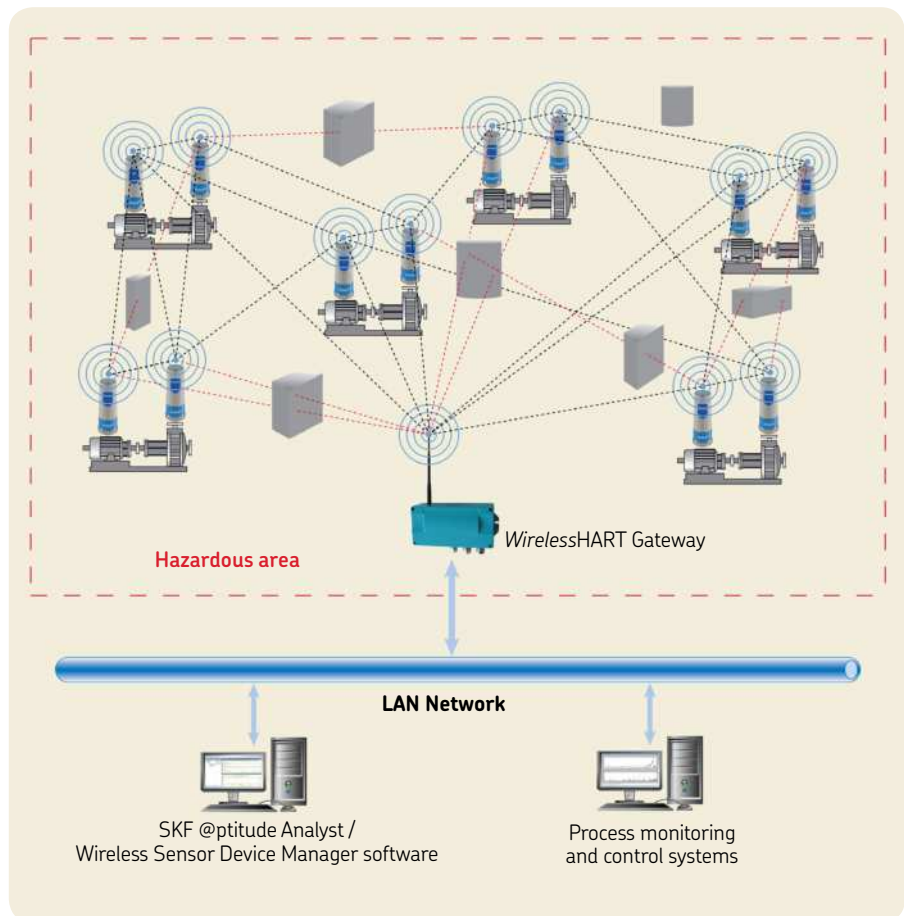 WirelessHART Gateway
Hazardous area
LAN Network
SKF @ptitude Analyst /
Wireless Sensor Device Manager software
Process monitoring
and control systems